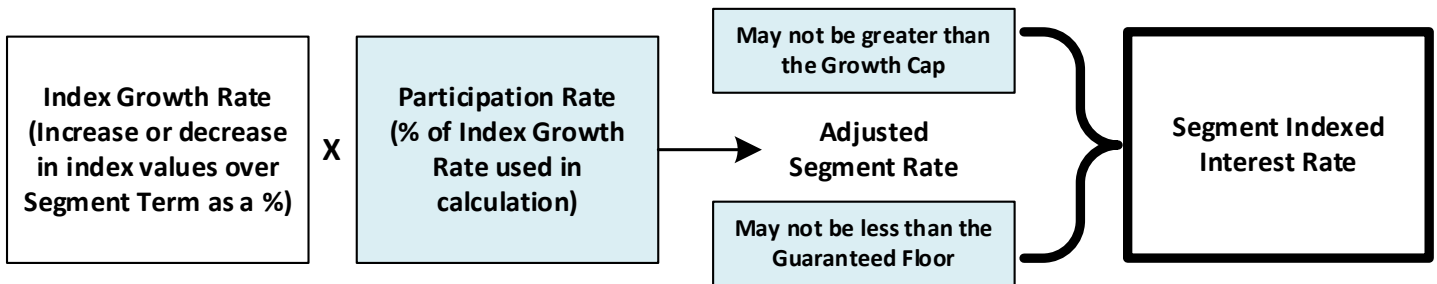 Index Growth Rate
(Increase or decrease
in index values over
Segment Term as a %)
X
Participation Rate
(% of Index Growth
Rate used in
calculation)
May not be greater than
the Growth Cap
Adjusted
Segment Rate
May not be less than the
Guaranteed Floor
Segment Indexed
Interest Rate